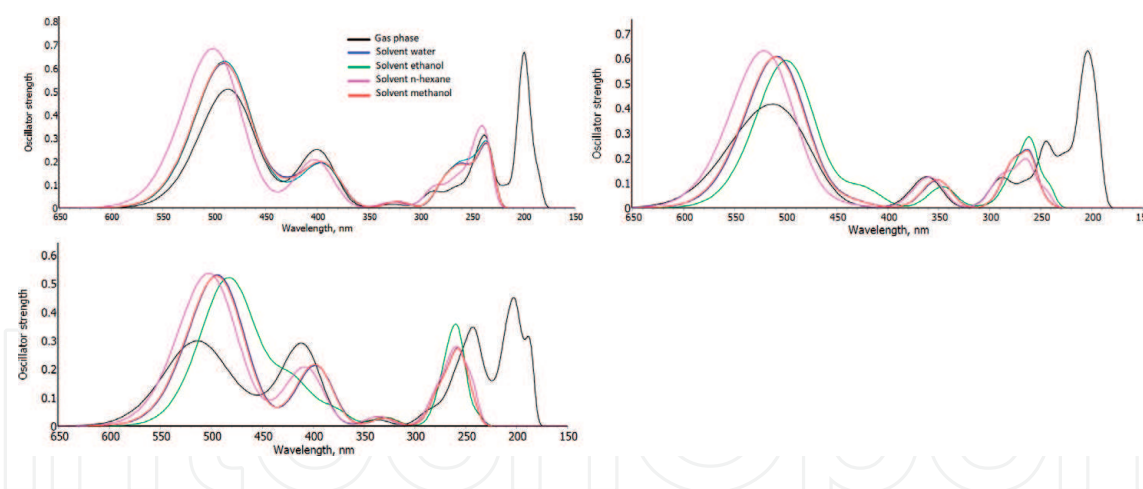 0.8
0.7
0.6
0.5
0.4
0.3
0.2
0.1
0
Oscillator strength
650 600 550 500 450 400 350 300 250 200 150
Wavelength, nm
Gas phase
Solvent water
Solvent ethanol
Solvent n-hexane
Solvent methanol
0.7
0.6
0.5
0.4
0.3
0.2
0.1
0
Oscillator strength
650 600 550 500 450 400 350 300 250 200 150
Wavelength, nm
0.6
0.5
0.4
0.3
0.2
0.1
0
Oscillator strength
650 600 550 500 450 400 350 300 250 200 150
Wavelength, nm